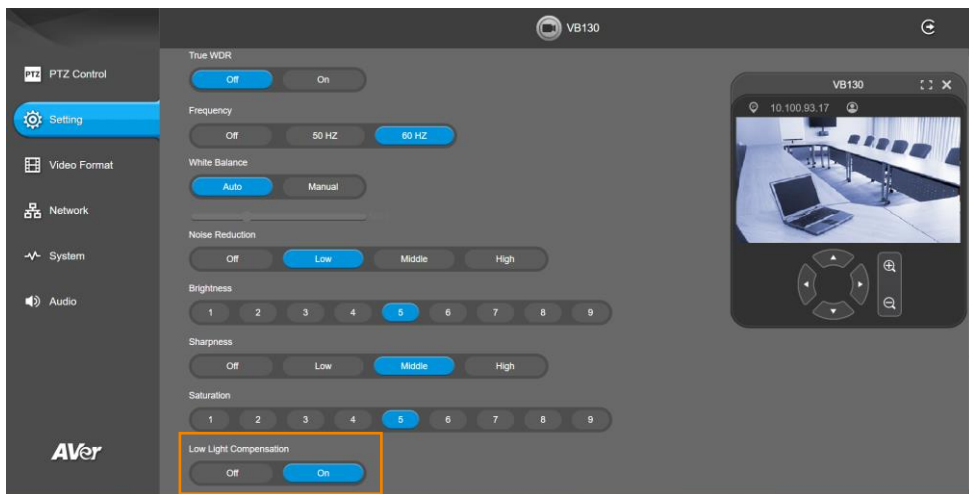 VB130
PTZ PTZ Control
Setting
Video Format
Network
System
Audio
AVer
True WDR
Off On
Frequency
Off 50 HZ 60 HZ
White Balance
Auto Manual
Noise Reduction
Off Low Middle High
Brightness
1 2 3 4 5 6 7 8 9
Sharpness
Off Low Middle High
Saturation
1 2 3 4 5 6 7 8 9
Low Light Compensation
Off On
VB130
10.100.93.17